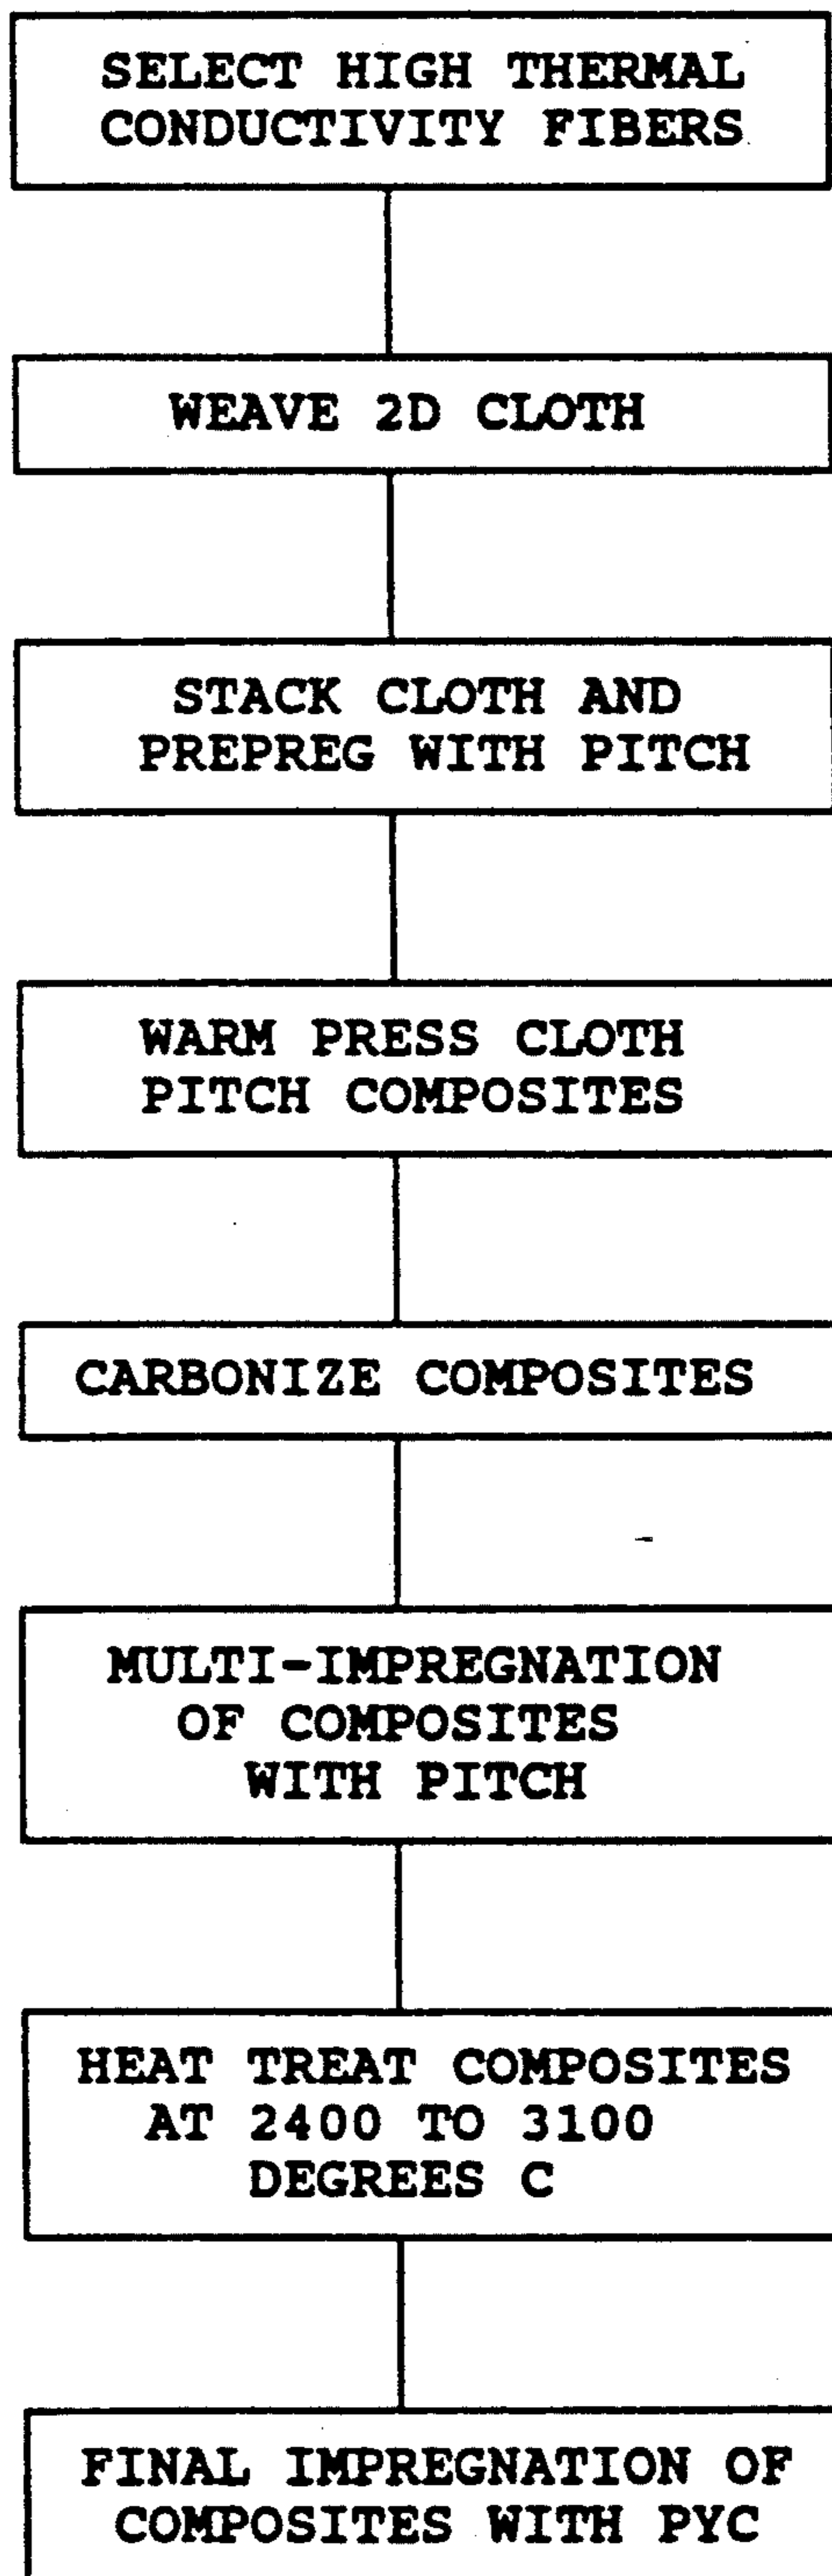 SELECT HIGH THERMAL
CONDUCTIVITY FIBERS
WEAVE 2D CLOTH
STACK CLOTH AND
PREPREG WITH PITCH
WARM PRESS CLOTH
PITCH COMPOSITES
CARBONIZE COMPOSITES
MULTI-IMPREGNATION
OF COMPOSITES
WITH PITCH
HEAT TREAT COMPOSITES
AT 2400 TO 3100
DEGREES C
FINAL IMPREGNATION OF
COMPOSITES WITH PYC